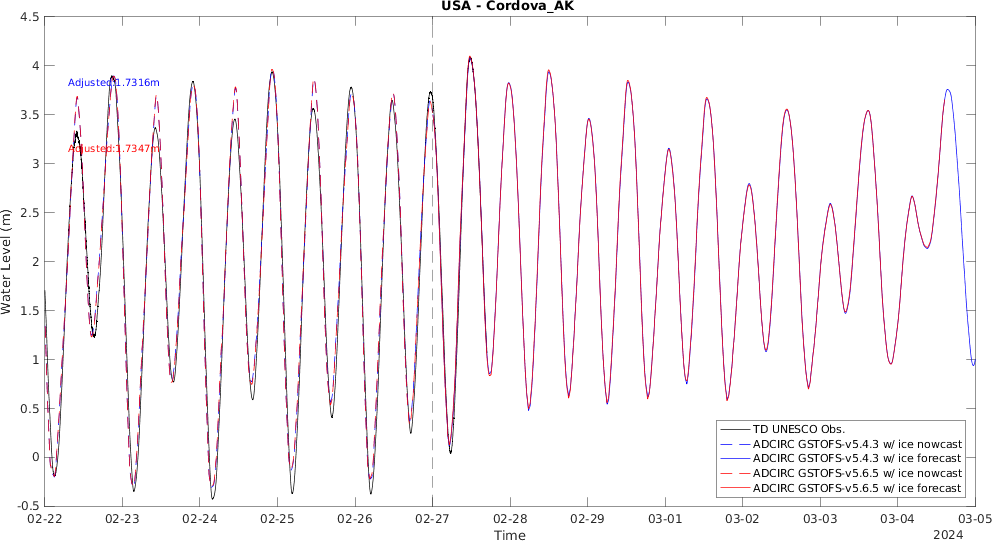 USA - Cordova_AK
4.5
4
3.5
3
2.5
2
1.5
1
0.5
0
-0.5
Water Level (m)
Adjusted:1.7316m
Adjusted:1.7347m
TD UNESCO Obs.
ADCIRC GSTOFS-v5.4.3 w/ ice nowcast
ADCIRC GSTOFS-v5.4.3 w/ ice forecast
ADCIRC GSTOFS-v5.6.5 w/ ice nowcast
ADCIRC GSTOFS-v5.6.5 w/ ice forecast
02-22 02-23 02-24 02-25 02-26 02-27 02-28 02-29 03-01 03-02 03-03 03-04 03-05
Time
2024